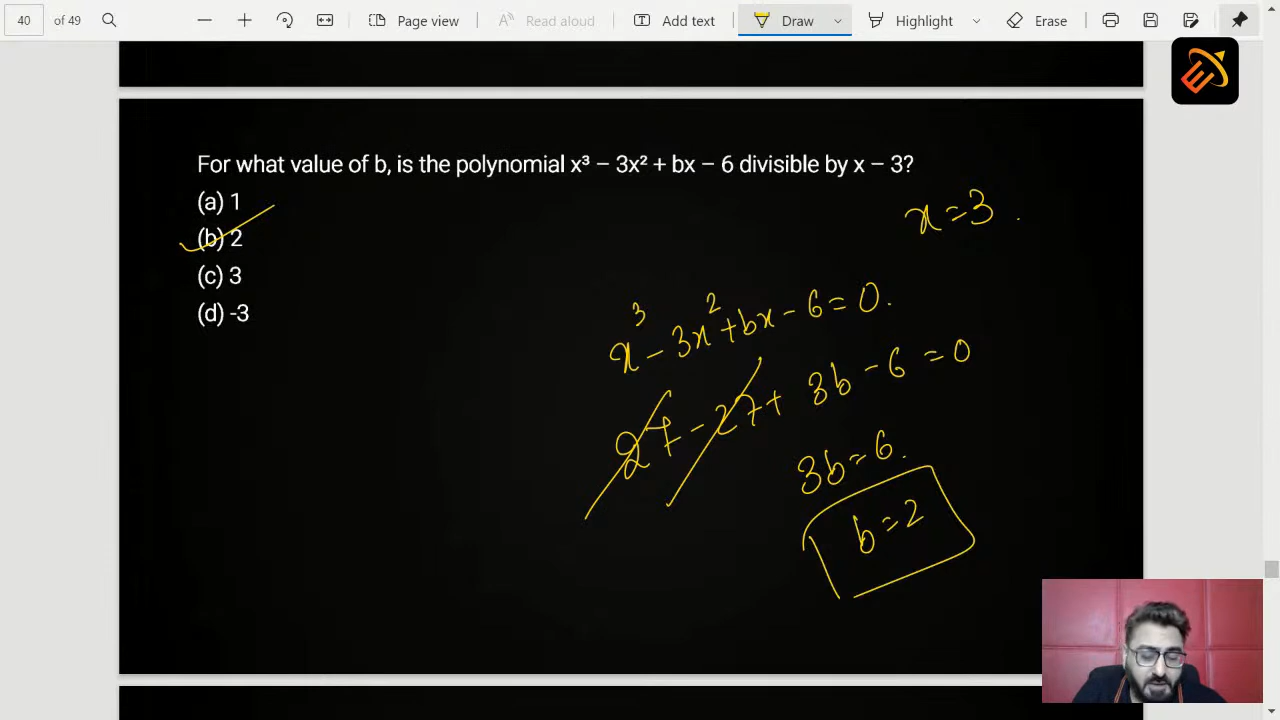 40 of 49 Page view Read aloud Add text Draw Highlight Erase
For what value of b, is the polynomial x³ − 3x² + bx − 6 divisible by x − 3?
(a) 1
x = 3
(b) 2
(c) 3
(d) -3
x³ − 3x² + bx − 6 = 0.
27 − 27 + 3b − 6 = 0
3b = 6.
b = 2